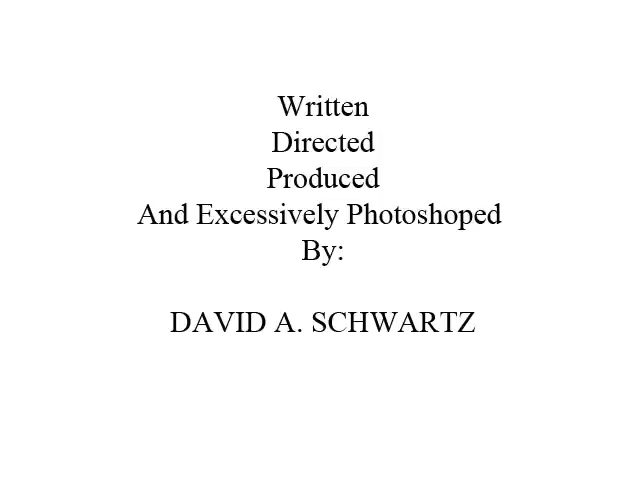 Written
Directed
Produced
And Excessively Photoshoped
By:
DAVID A. SCHWARTZ